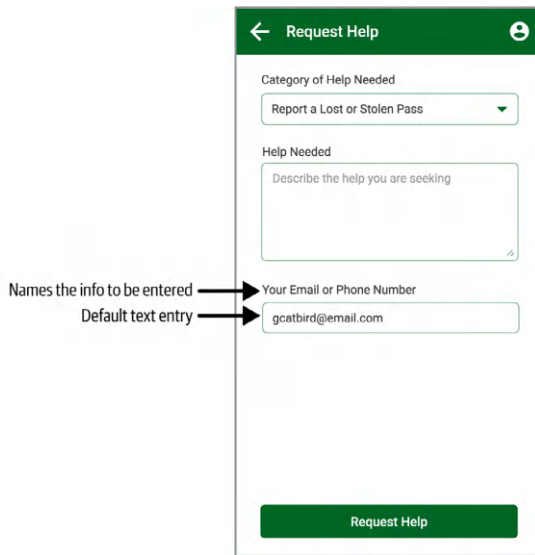 Request Help
Category of Help Needed
Report a Lost or Stolen Pass
Help Needed
Describe the help you are seeking
Names the info to be entered
Your Email or Phone Number
Default text entry
gcatbird@email.com
Request Help